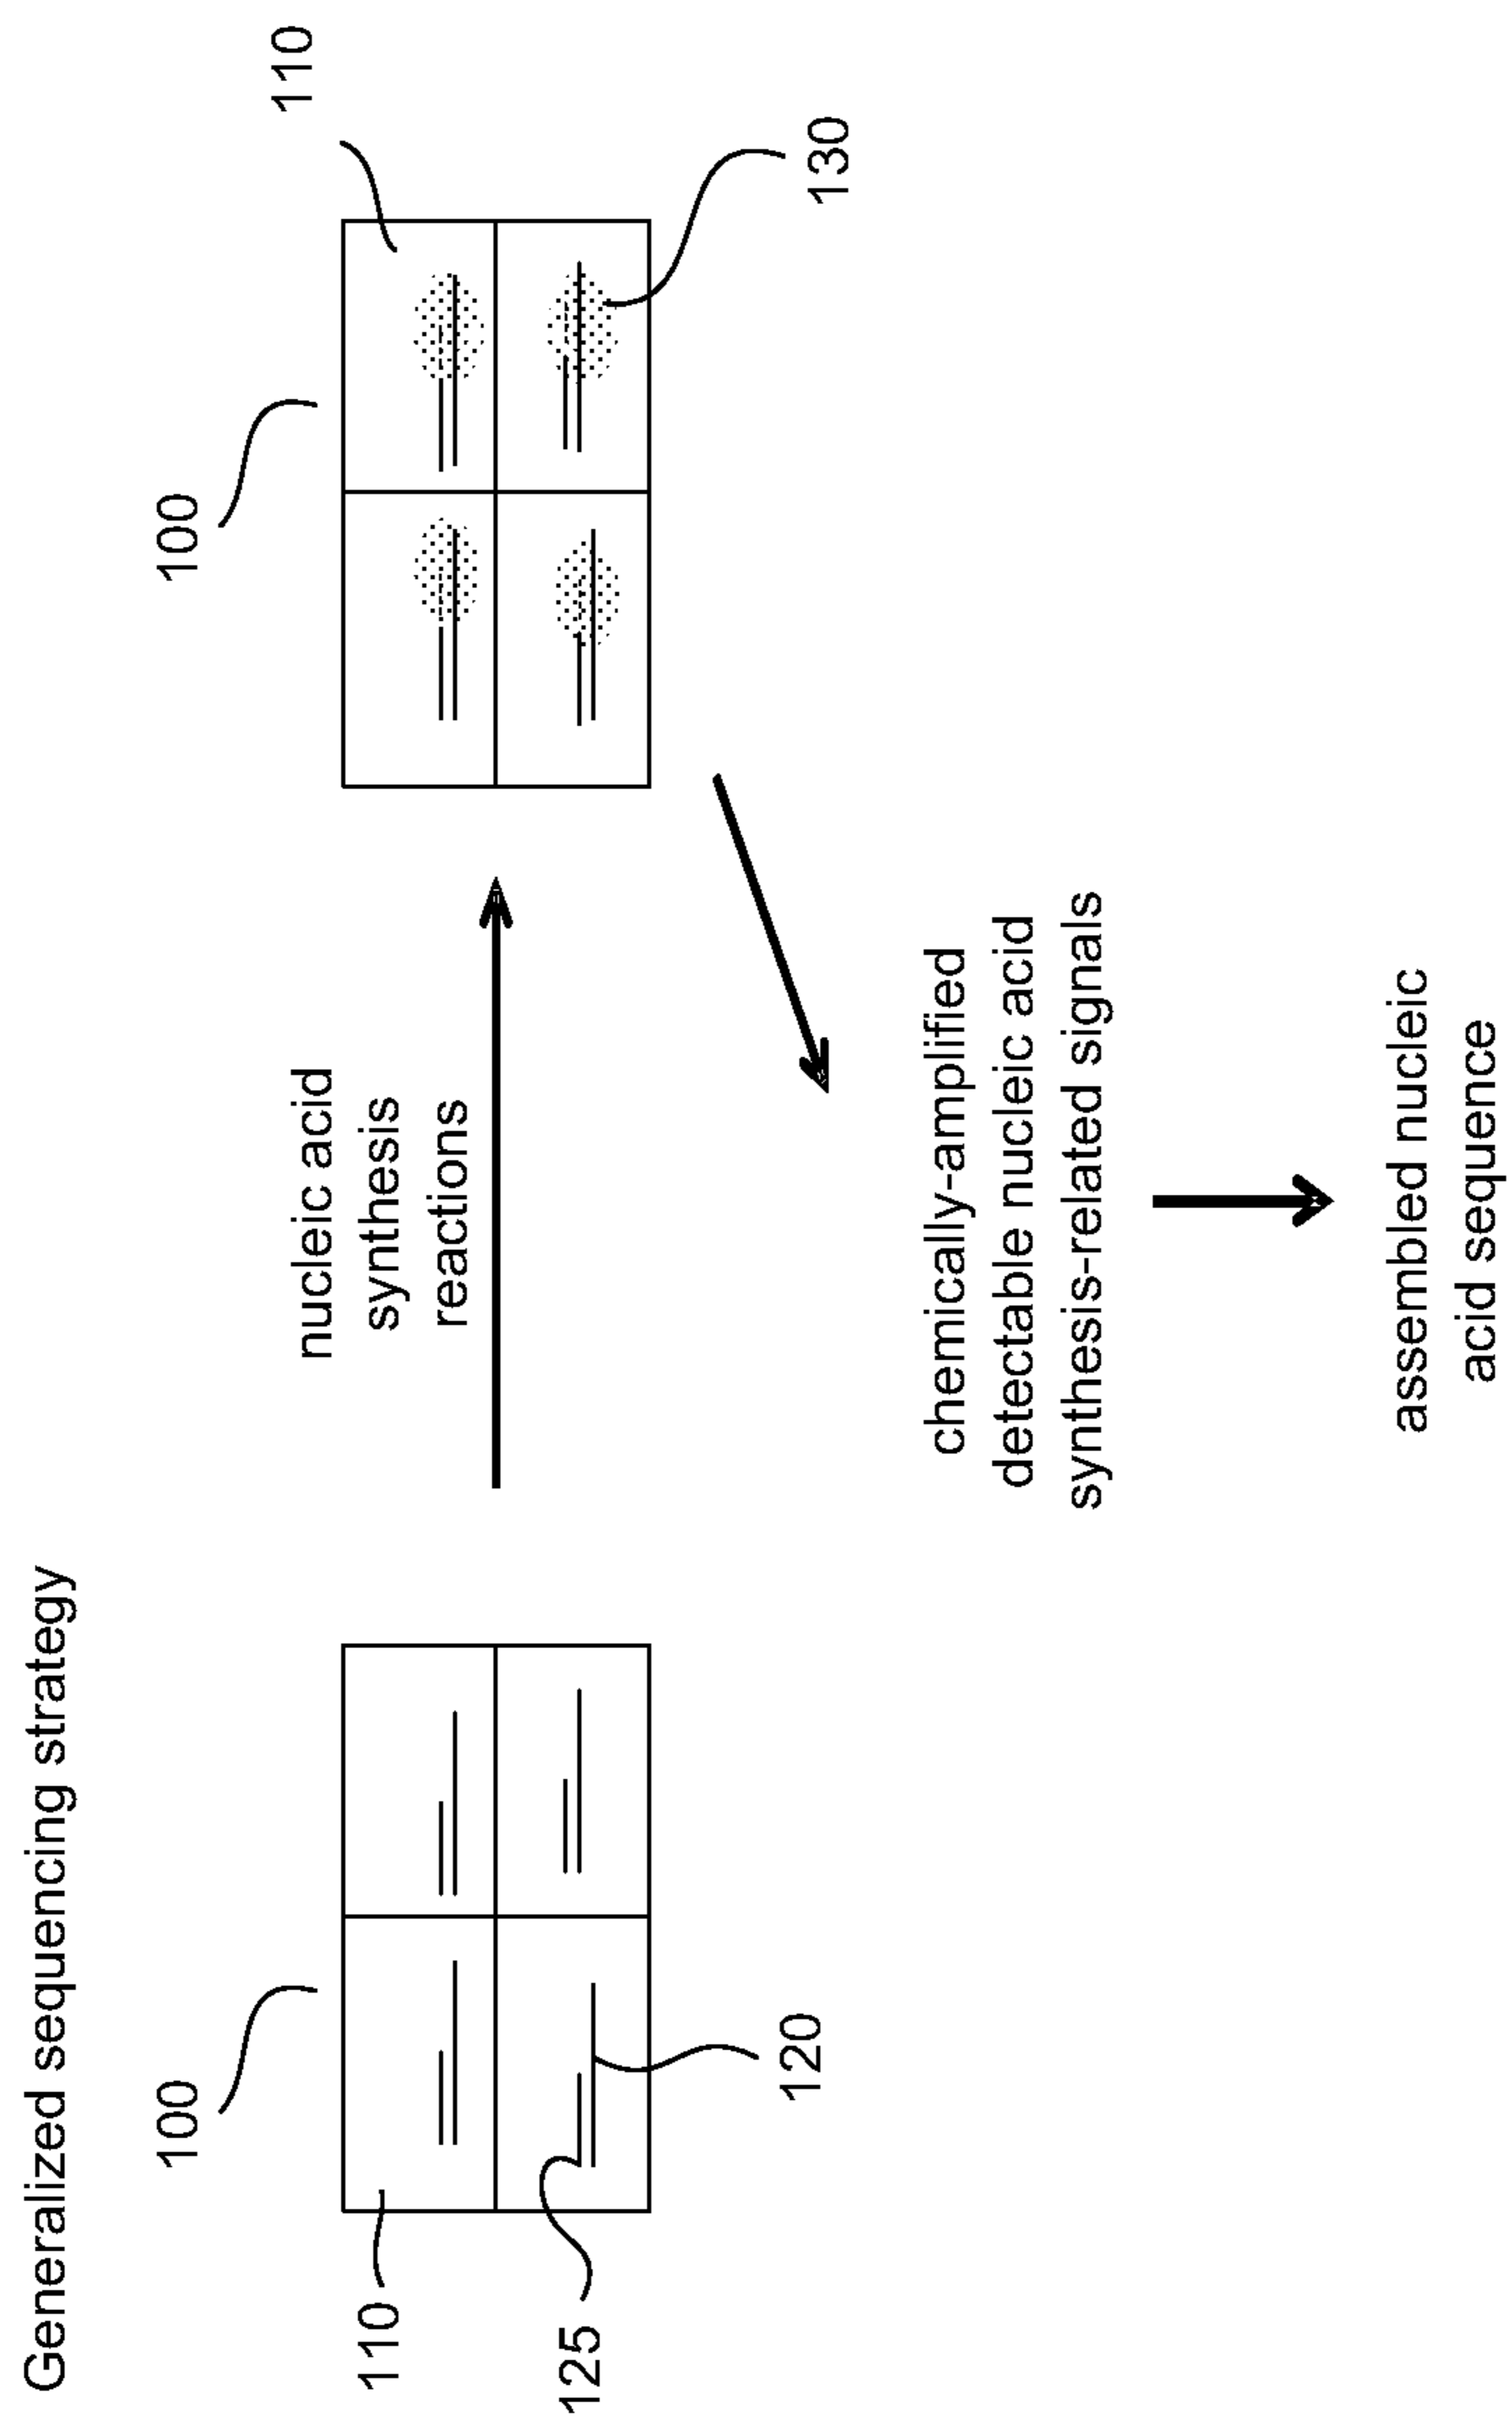 Generalized sequencing strategy
100
110
125
120
nucleic acid
synthesis
reactions
100
110
130
chemically-amplified
detectable nucleic acid
synthesis-related signals
assembled nucleic
acid sequence